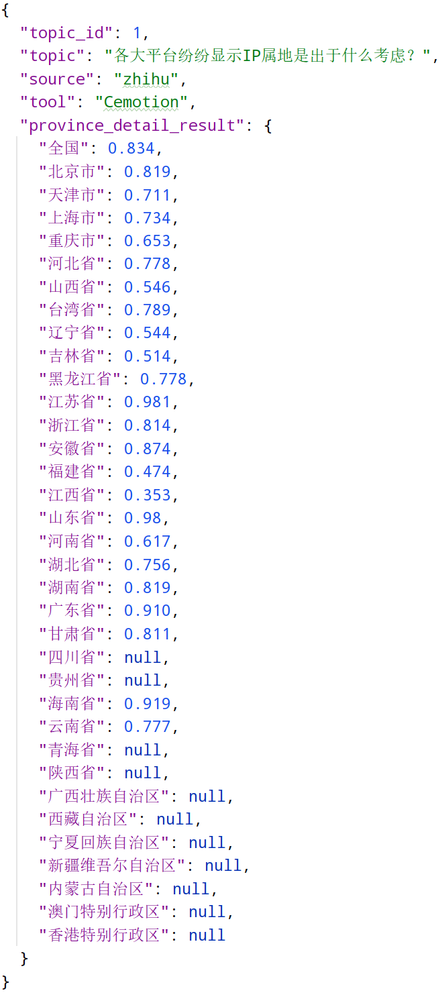 {
"topic_id": 1,
"topic": "各大平台纷纷显示IP属地是出于什么考虑？",
"source": "zhihu",
"tool": "Cemotion",
"province_detail_result": {
"全国": 0.834,
"北京市": 0.819,
"天津市": 0.711,
"上海市": 0.734,
"重庆市": 0.653,
"河北省": 0.778,
"山西省": 0.546,
"台湾省": 0.789,
"辽宁省": 0.544,
"吉林省": 0.514,
"黑龙江省": 0.778,
"江苏省": 0.981,
"浙江省": 0.814,
"安徽省": 0.874,
"福建省": 0.474,
"江西省": 0.353,
"山东省": 0.98,
"河南省": 0.617,
"湖北省": 0.756,
"湖南省": 0.819,
"广东省": 0.910,
"甘肃省": 0.811,
"四川省": null,
"贵州省": null,
"海南省": 0.919,
"云南省": 0.777,
"青海省": null,
"陕西省": null,
"广西壮族自治区": null,
"西藏自治区": null,
"宁夏回族自治区": null,
"新疆维吾尔自治区": null,
"内蒙古自治区": null,
"澳门特别行政区": null,
"香港特别行政区": null
}
}